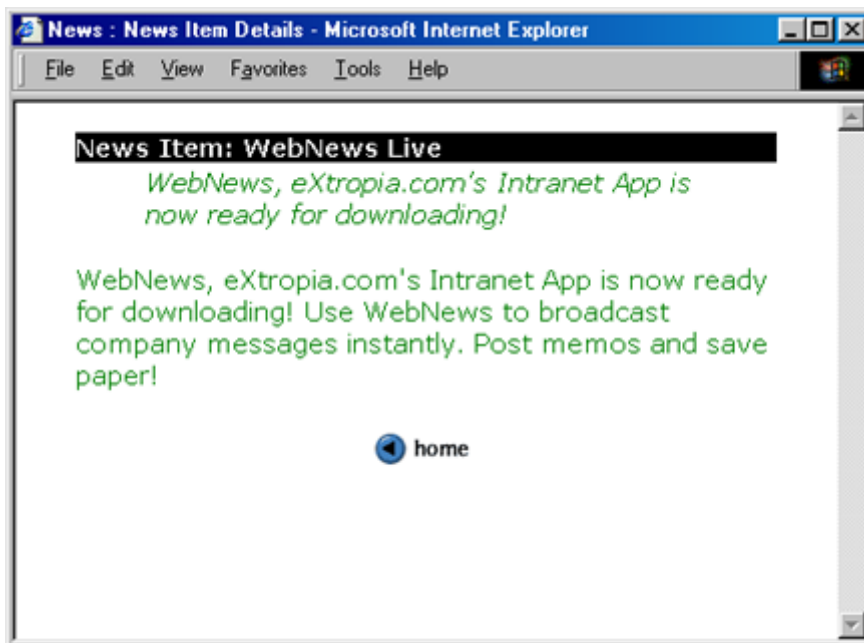 News : News Item Details - Microsoft Internet Explorer
File Edit View Favorites Tools Help
News Item: WebNews Live
WebNews, eXtropia.com's Intranet App is
now ready for downloading!
WebNews, eXtropia.com's Intranet App is now ready
for downloading! Use WebNews to broadcast
company messages instantly. Post memos and save
paper!
home